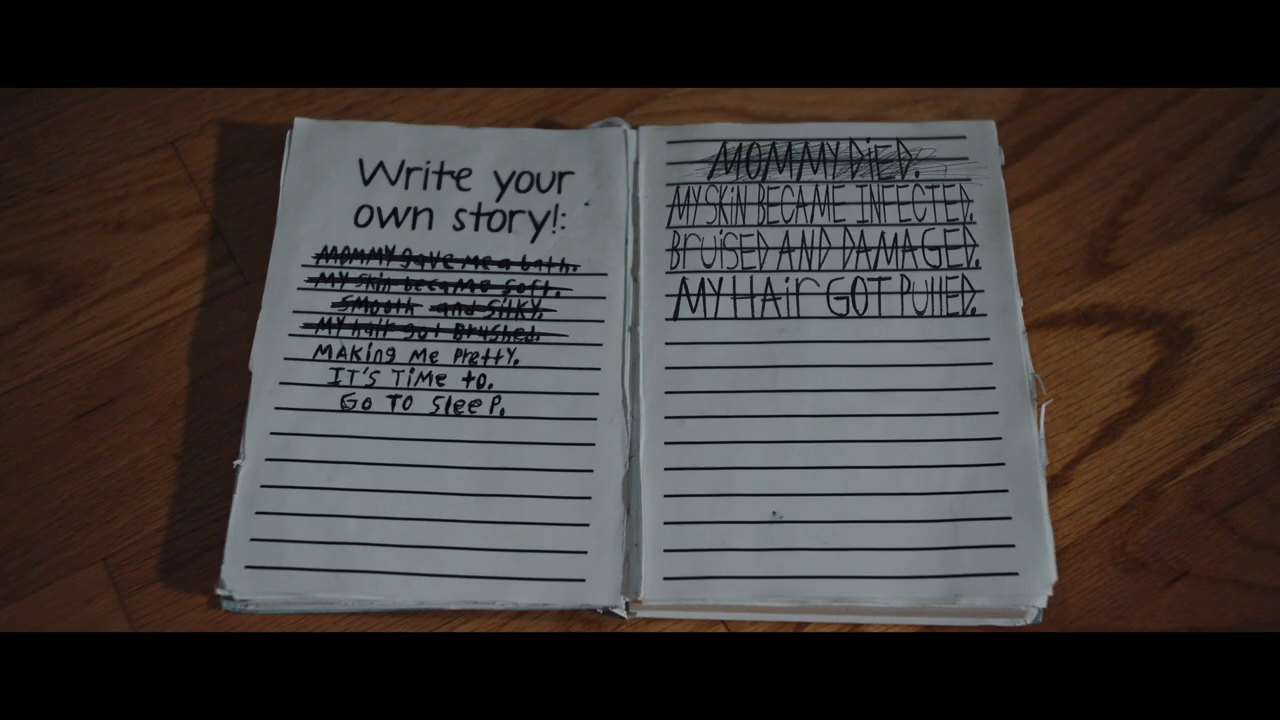 Write your
own story!:
MOMMY gave me a bath.
MY skin became soft.
SMOOTH and SiLKY.
MY hair got Brushed.
MAKing Me PreTTY.
IT'S TiMe to.
GO TO SleeP.
MOMMY DiED.
MY SKiN BECAME INFECTED.
BruiSED AND DAMAGED.
MY HAir GOT PUllED.